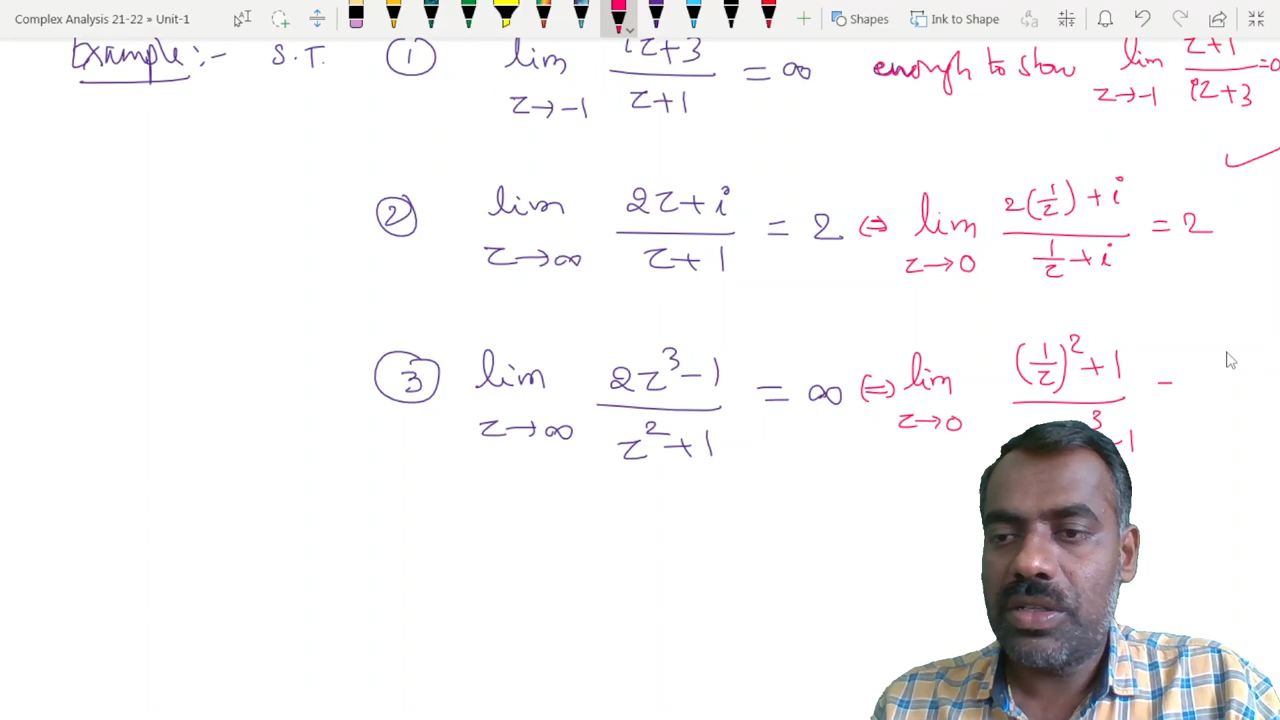 Complex Analysis 21-22 » Unit-1
Shapes
Ink to Shape
Example :- S.T. ① lim z→-1 iz+3 / z+1 = ∞ enough to show lim z→-1 z+1 / iz+3 = 0
② lim z→∞ 2z+i / z+1 = 2 ⇔ lim z→0 2(1/z)+i / 1/z+i = 2
③ lim z→∞ 2z³-1 / z²+1 = ∞ ⇔ lim z→0 (1/z)²+1 / 3 -1 =